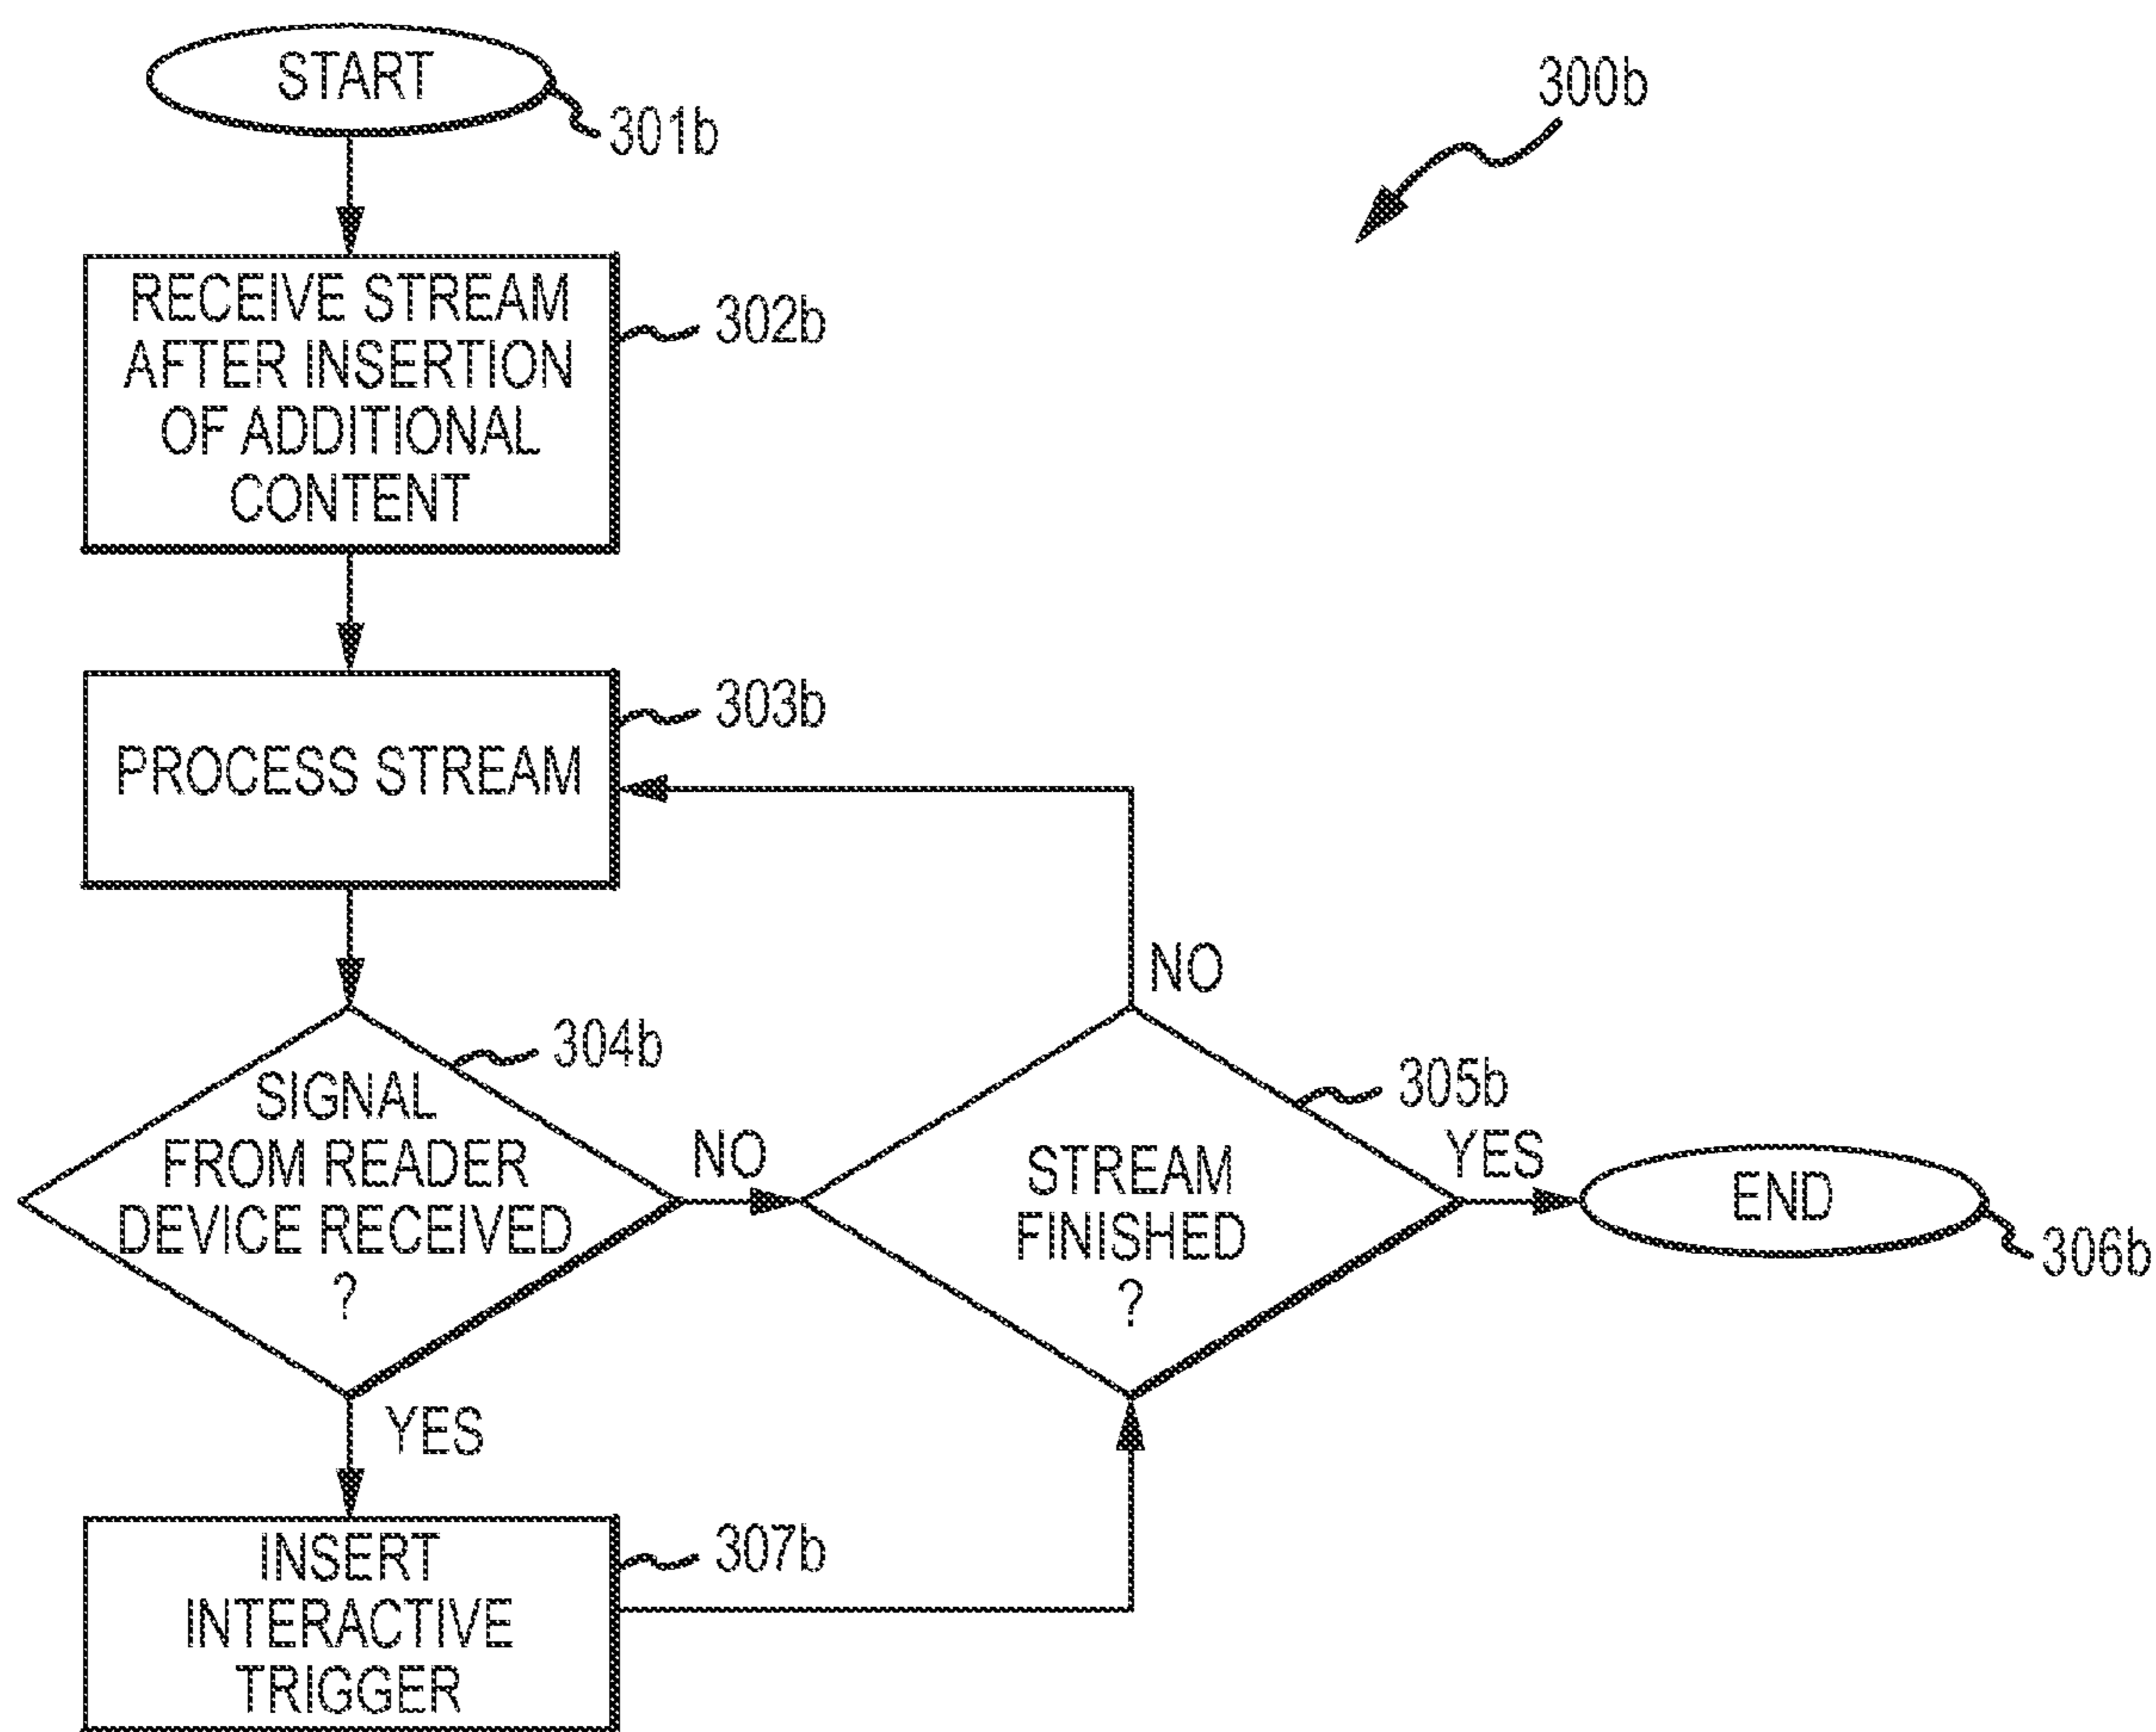 START
301b
300b
RECEIVE STREAM
AFTER INSERTION
OF ADDITIONAL
CONTENT
302b
PROCESS STREAM
303b
SIGNAL
FROM READER
DEVICE RECEIVED
?
304b
NO
YES
STREAM
FINISHED
?
305b
NO
YES
END
306b
INSERT
INTERACTIVE
TRIGGER
307b